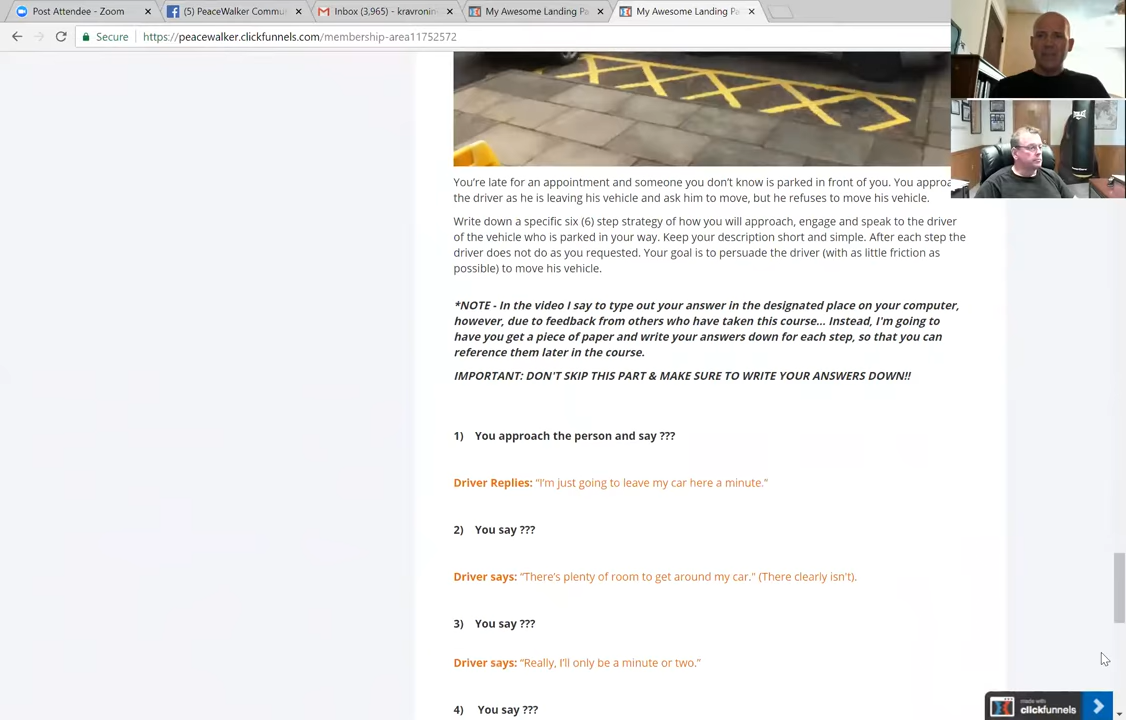 Post Attendee - Zoom
(5) PeaceWalker Commu
Inbox (3,965) - kravronin
My Awesome Landing Pa
My Awesome Landing Pa
Secure
https://peacewalker.clickfunnels.com/membership-area11752572
You're late for an appointment and someone you don't know is parked in front of you. You approa
the driver as he is leaving his vehicle and ask him to move, but he refuses to move his vehicle.
Write down a specific six (6) step strategy of how you will approach, engage and speak to the driver
of the vehicle who is parked in your way. Keep your description short and simple. After each step the
driver does not do as you requested. Your goal is to persuade the driver (with as little friction as
possible) to move his vehicle.
*NOTE - In the video I say to type out your answer in the designated place on your computer,
however, due to feedback from others who have taken this course... Instead, I'm going to
have you get a piece of paper and write your answers down for each step, so that you can
reference them later in the course.
IMPORTANT: DON'T SKIP THIS PART & MAKE SURE TO WRITE YOUR ANSWERS DOWN!!
1) You approach the person and say ???
Driver Replies: "I'm just going to leave my car here a minute."
2) You say ???
Driver says: "There's plenty of room to get around my car." (There clearly isn't).
3) You say ???
Driver says: "Really, I'll only be a minute or two."
4) You say ???
made with
clickfunnels